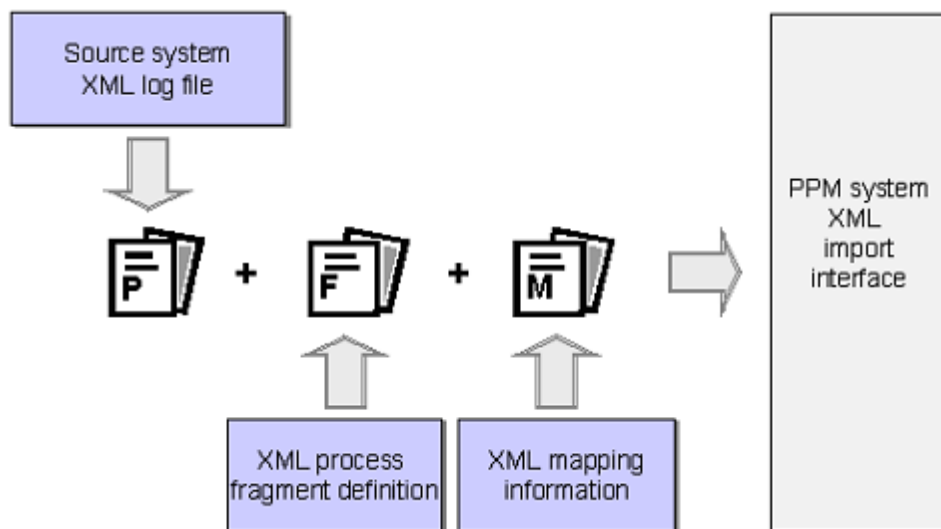 Source system
XML log file
PPM system
XML
import
interface
P + F + M
XML process
fragment definition
XML mapping
information